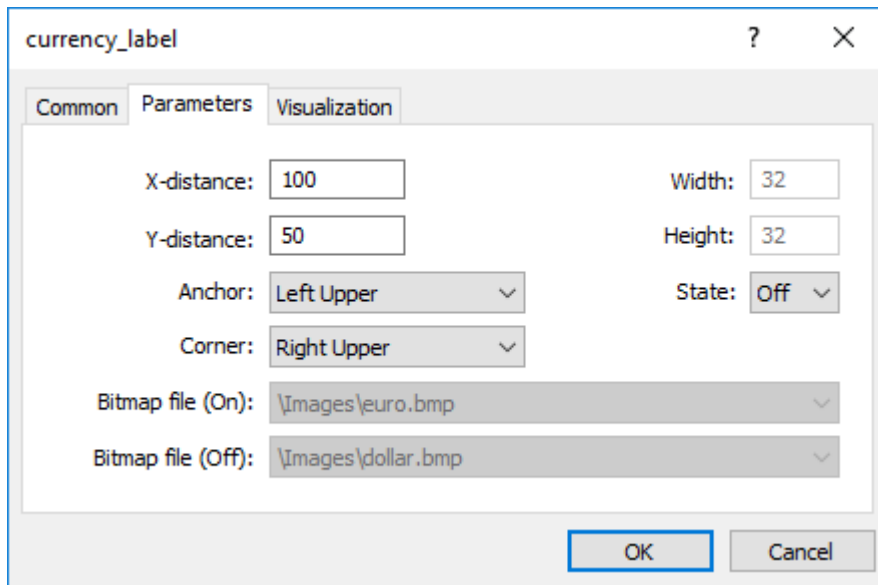 currency_label ?
Common Parameters Visualization
X-distance: 100 Width: 32
Y-distance: 50 Height: 32
Anchor: Left Upper State: Off
Corner: Right Upper
Bitmap file (On): \Images\euro.bmp
Bitmap file (Off): \Images\dollar.bmp
OK Cancel